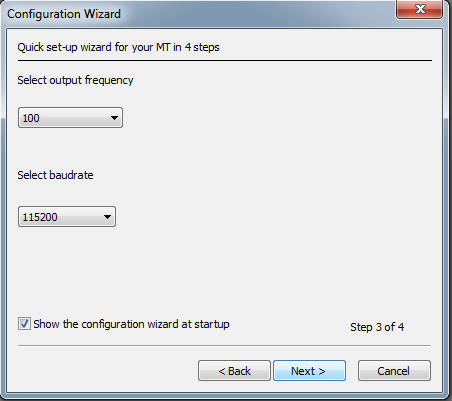 Configuration Wizard
Quick set-up wizard for your MT in 4 steps
Select output frequency
100
Select baudrate
115200
Show the configuration wizard at startup
Step 3 of 4
< Back
Next >
Cancel